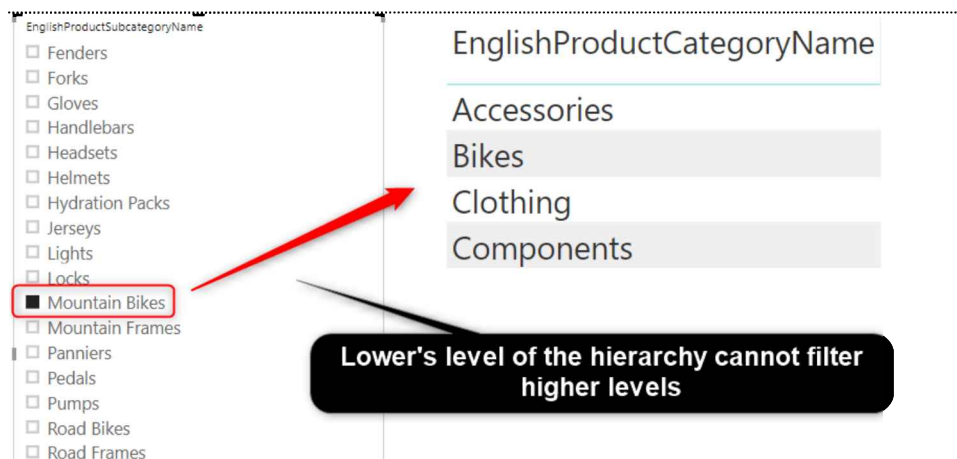 EnglishProductSubcategoryName
Fenders
Forks
Gloves
Handlebars
Headsets
Helmets
Hydration Packs
Jerseys
Lights
Locks
Mountain Bikes
Mountain Frames
Panniers
Pedals
Pumps
Road Bikes
Road Frames
EnglishProductCategoryName
Accessories
Bikes
Clothing
Components
Lower's level of the hierarchy cannot filter
higher levels